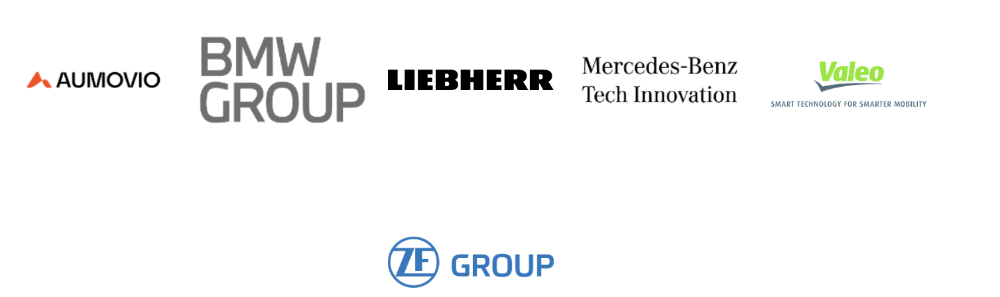 AUMOVIO
BMW
GROUP
LIEBHERR
Mercedes-Benz
Tech Innovation
Valeo
SMART TECHNOLOGY FOR SMARTER MOBILITY
ZF GROUP